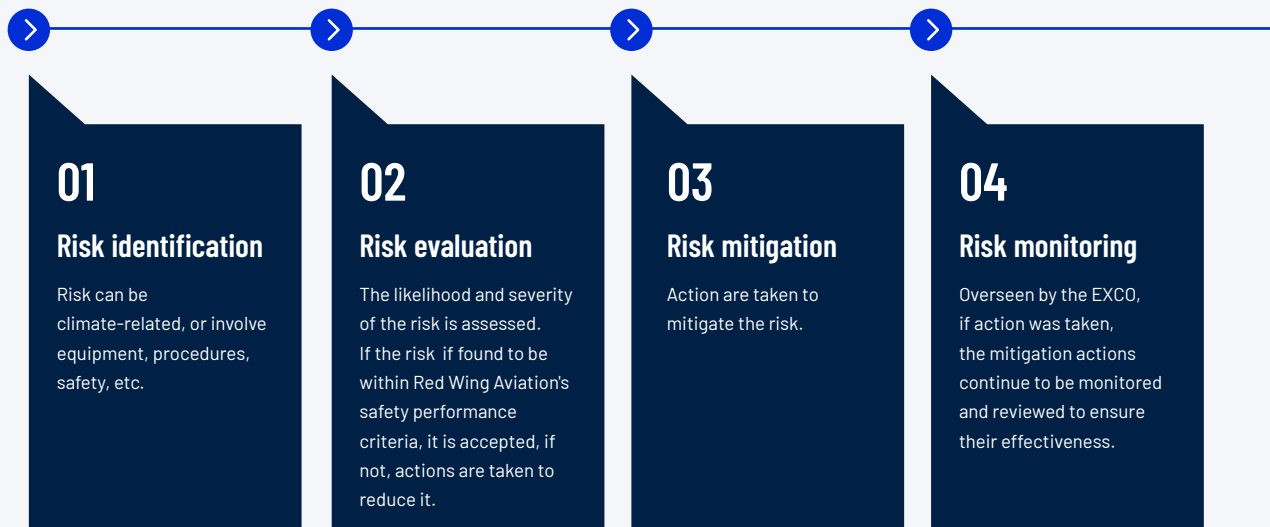 01
Risk identification
Risk can be
climate-related, or involve
equipment, procedures,
safety, etc.
02
Risk evaluation
The likelihood and severity
of the risk is assessed.
If the risk  if found to be
within Red Wing Aviation's
safety performance
criteria, it is accepted, if
not, actions are taken to
reduce it.
03
Risk mitigation
Action are taken to
mitigate the risk.
04
Risk monitoring
Overseen by the EXCO,
if action was taken,
the mitigation actions
continue to be monitored
and reviewed to ensure
their effectiveness.